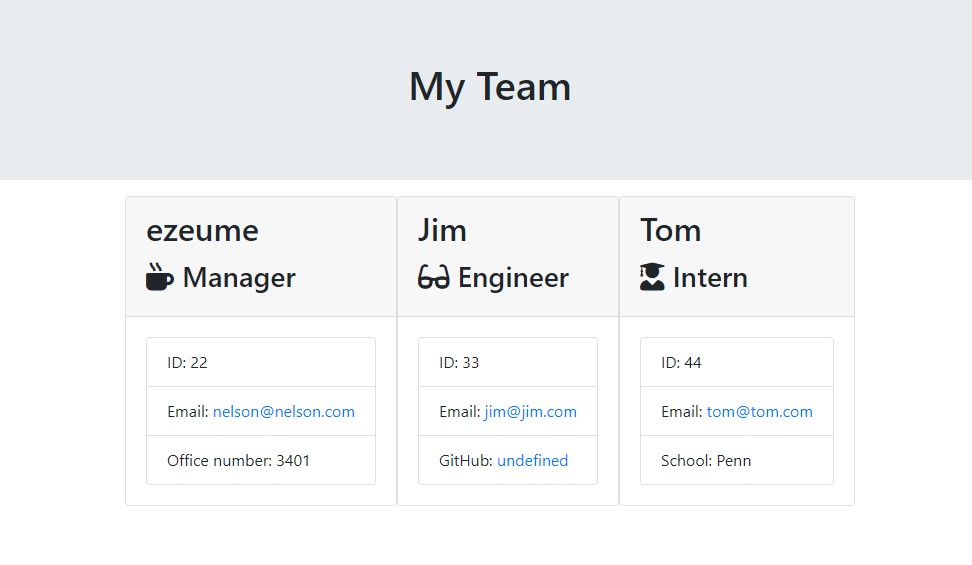 My Team
ezeume
Manager
ID: 22
Email: nelson@nelson.com
Office number: 3401
Jim
Engineer
ID: 33
Email: jim@jim.com
GitHub: undefined
Tom
Intern
ID: 44
Email: tom@tom.com
School: Penn